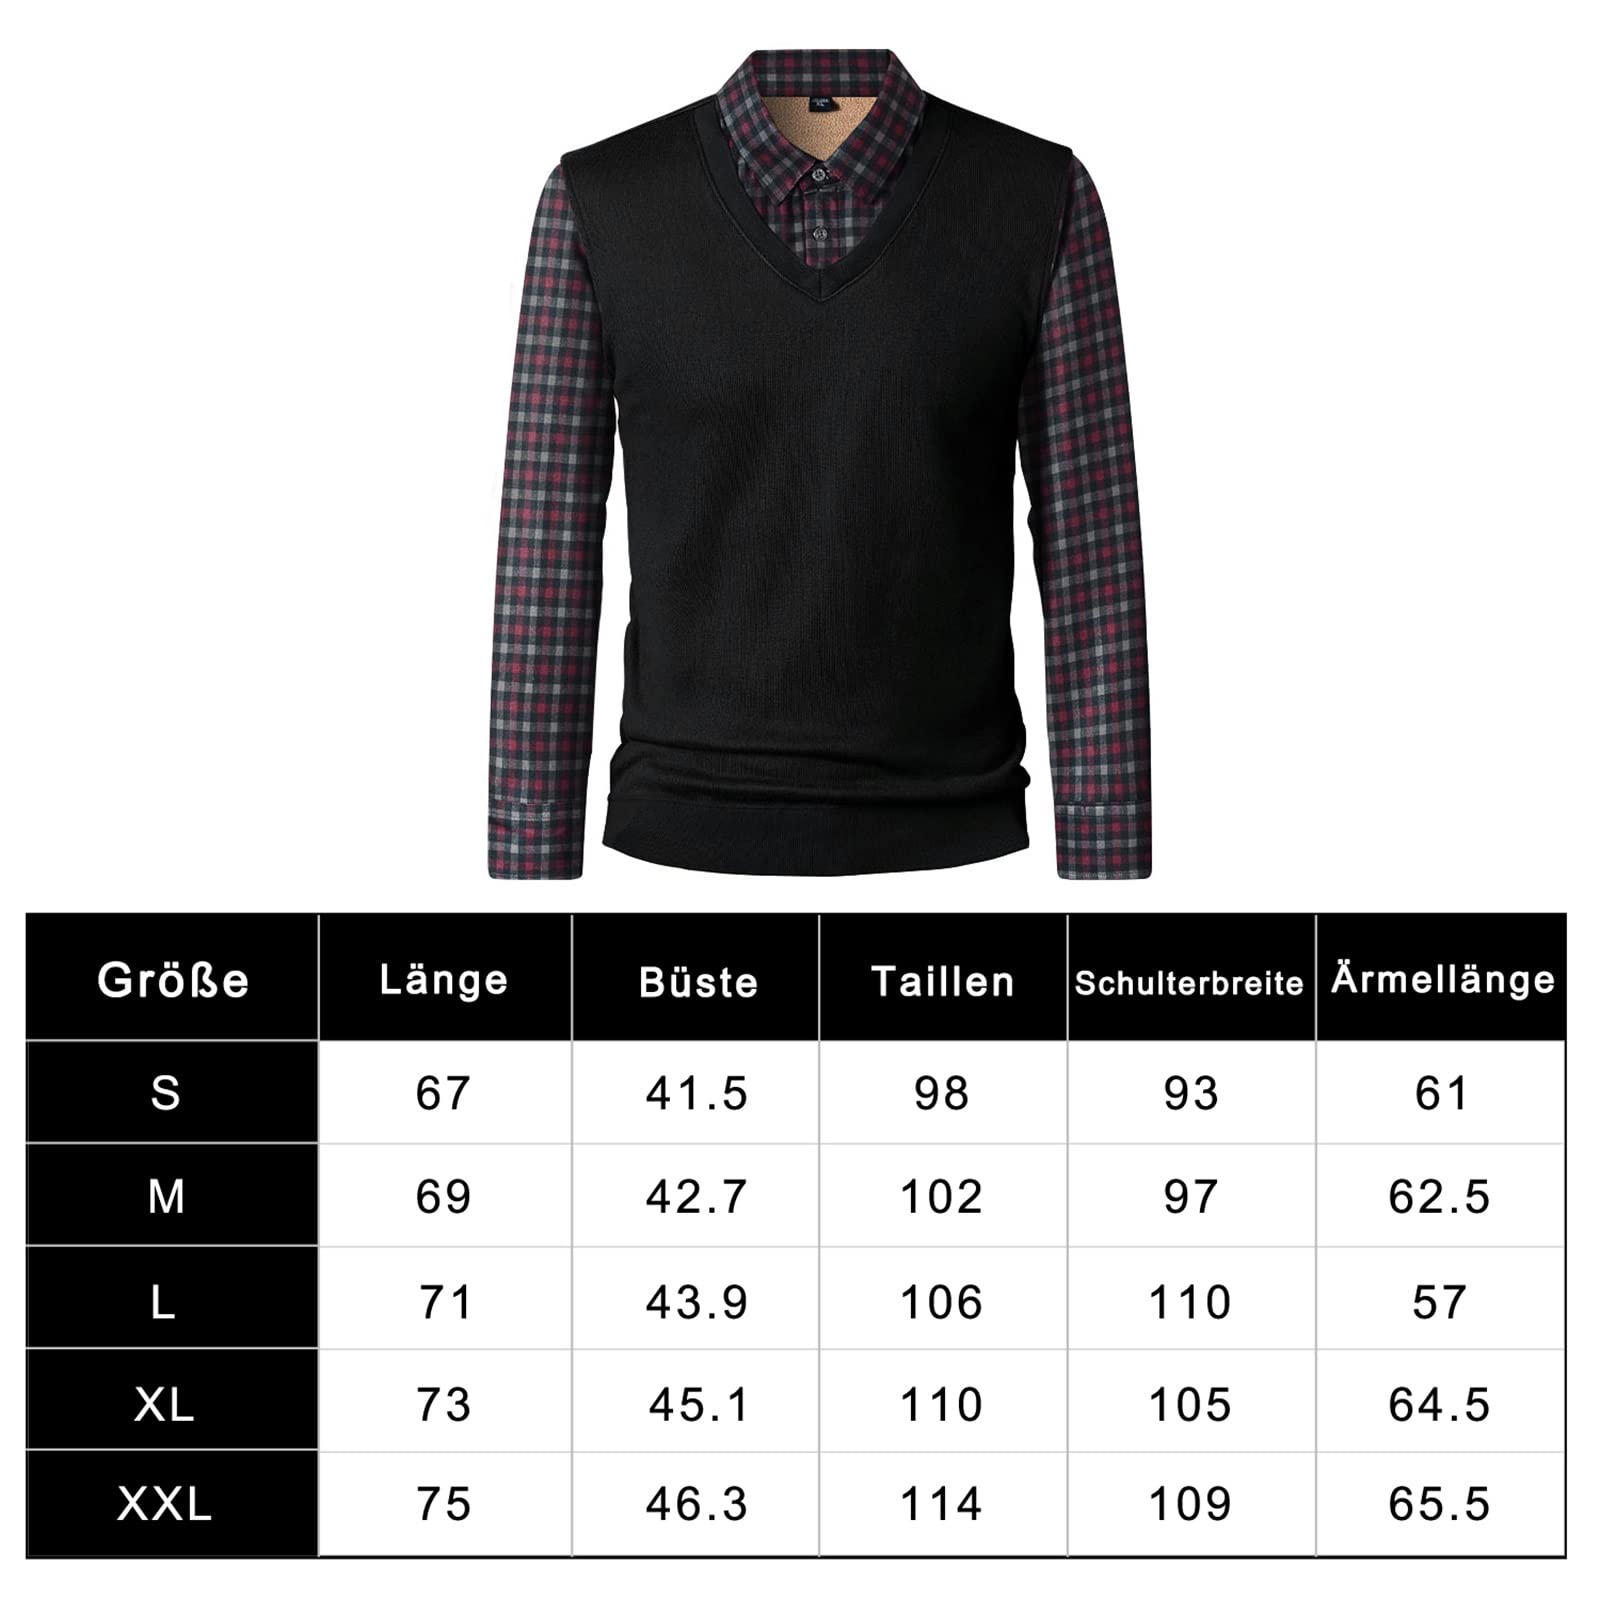 XL
Größe Länge Büste Taillen Schulterbreite Ärmellänge
S 67 41.5 98 93 61
M 69 42.7 102 97 62.5
L 71 43.9 106 110 57
XL 73 45.1 110 105 64.5
XXL 75 46.3 114 109 65.5